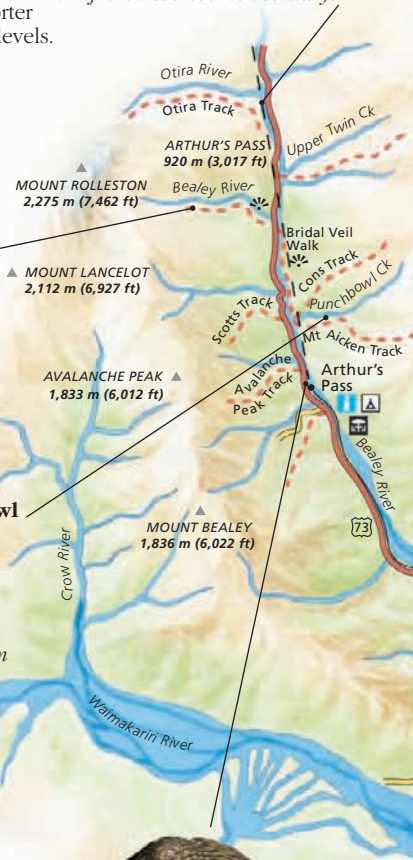 orter
levels.
Otira River
Otira Track
ARTHUR'S PASS
920 m (3,017 ft)
Upper Twin Ck
MOUNT ROLLESTON
2,275 m (7,462 ft)
Bealey River
Bridal Veil
Walk
MOUNT LANCELOT
2,112 m (6,927 ft)
Cons Track
Punchbowl Ck
Scotts Track
Mt Aicken Track
AVALANCHE PEAK
1,833 m (6,012 ft)
Avalanche
Peak Track
Arthur's
Pass
Bealey River
wl
MOUNT BEALEY
1,836 m (6,022 ft)
73
Crow River
n
Waimakariri River